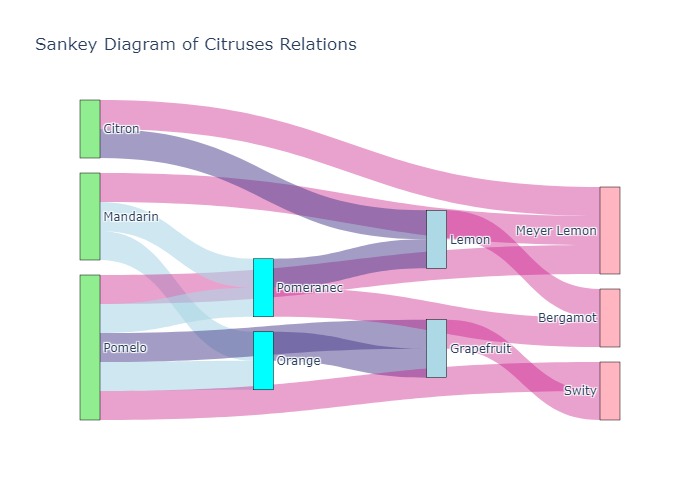 Sankey Diagram of Citruses Relations
Citron
Mandarin
Pomelo
Pomeranec
Orange
Lemon
Grapefruit
Meyer Lemon
Bergamot
Swity